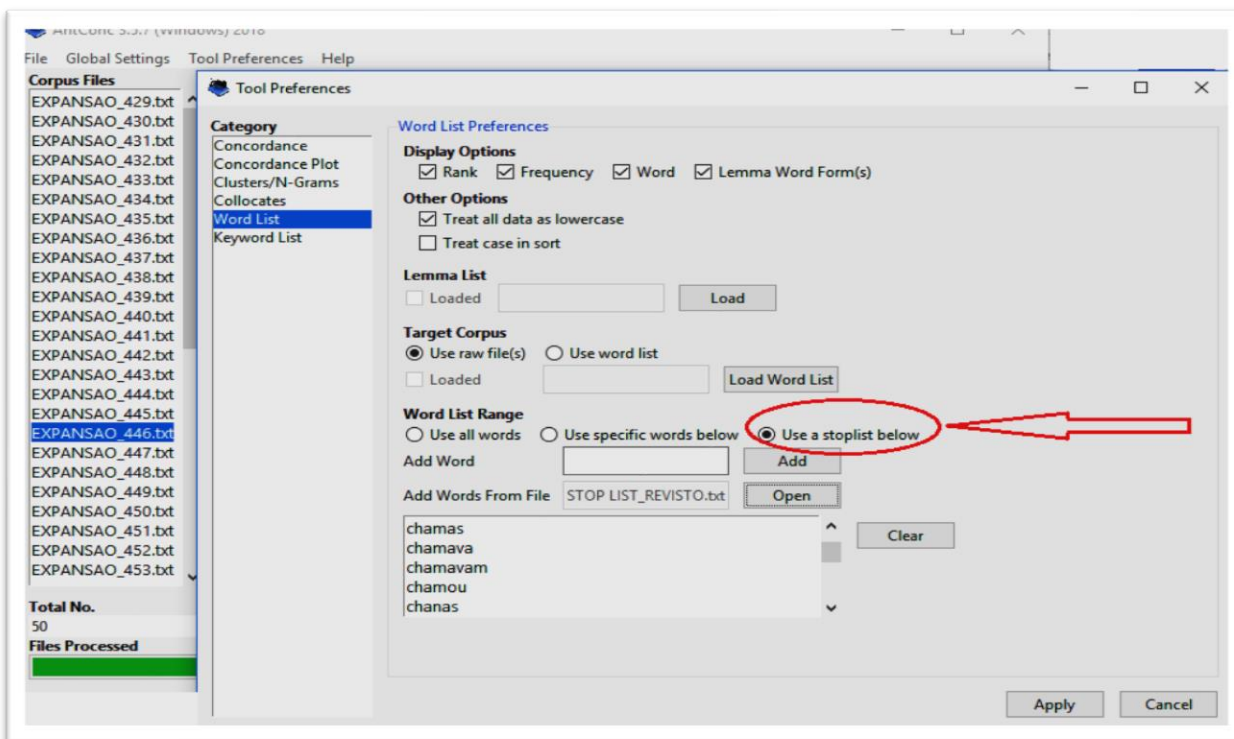 AntConc 3.5.7 (Windows) 2018
File Global Settings Tool Preferences Help
Corpus Files
EXPANSAO_429.txt
EXPANSAO_430.txt
EXPANSAO_431.txt
EXPANSAO_432.txt
EXPANSAO_433.txt
EXPANSAO_434.txt
EXPANSAO_435.txt
EXPANSAO_436.txt
EXPANSAO_437.txt
EXPANSAO_438.txt
EXPANSAO_439.txt
EXPANSAO_440.txt
EXPANSAO_441.txt
EXPANSAO_442.txt
EXPANSAO_443.txt
EXPANSAO_444.txt
EXPANSAO_445.txt
EXPANSAO_446.txt
EXPANSAO_447.txt
EXPANSAO_448.txt
EXPANSAO_449.txt
EXPANSAO_450.txt
EXPANSAO_451.txt
EXPANSAO_452.txt
EXPANSAO_453.txt
Total No.
50
Files Processed
Tool Preferences
Category
Concordance
Concordance Plot
Clusters/N-Grams
Collocates
Word List
Keyword List
Word List Preferences
Display Options
Rank Frequency Word Lemma Word Form(s)
Other Options
Treat all data as lowercase
Treat case in sort
Lemma List
Loaded Load
Target Corpus
Use raw file(s) Use word list
Loaded Load Word List
Word List Range
Use all words Use specific words below Use a stoplist below
Add Word Add
Add Words From File STOP LIST_REVISTO.txt Open
chamas
chamava
chamavam
chamou
chanas
Clear
Apply Cancel